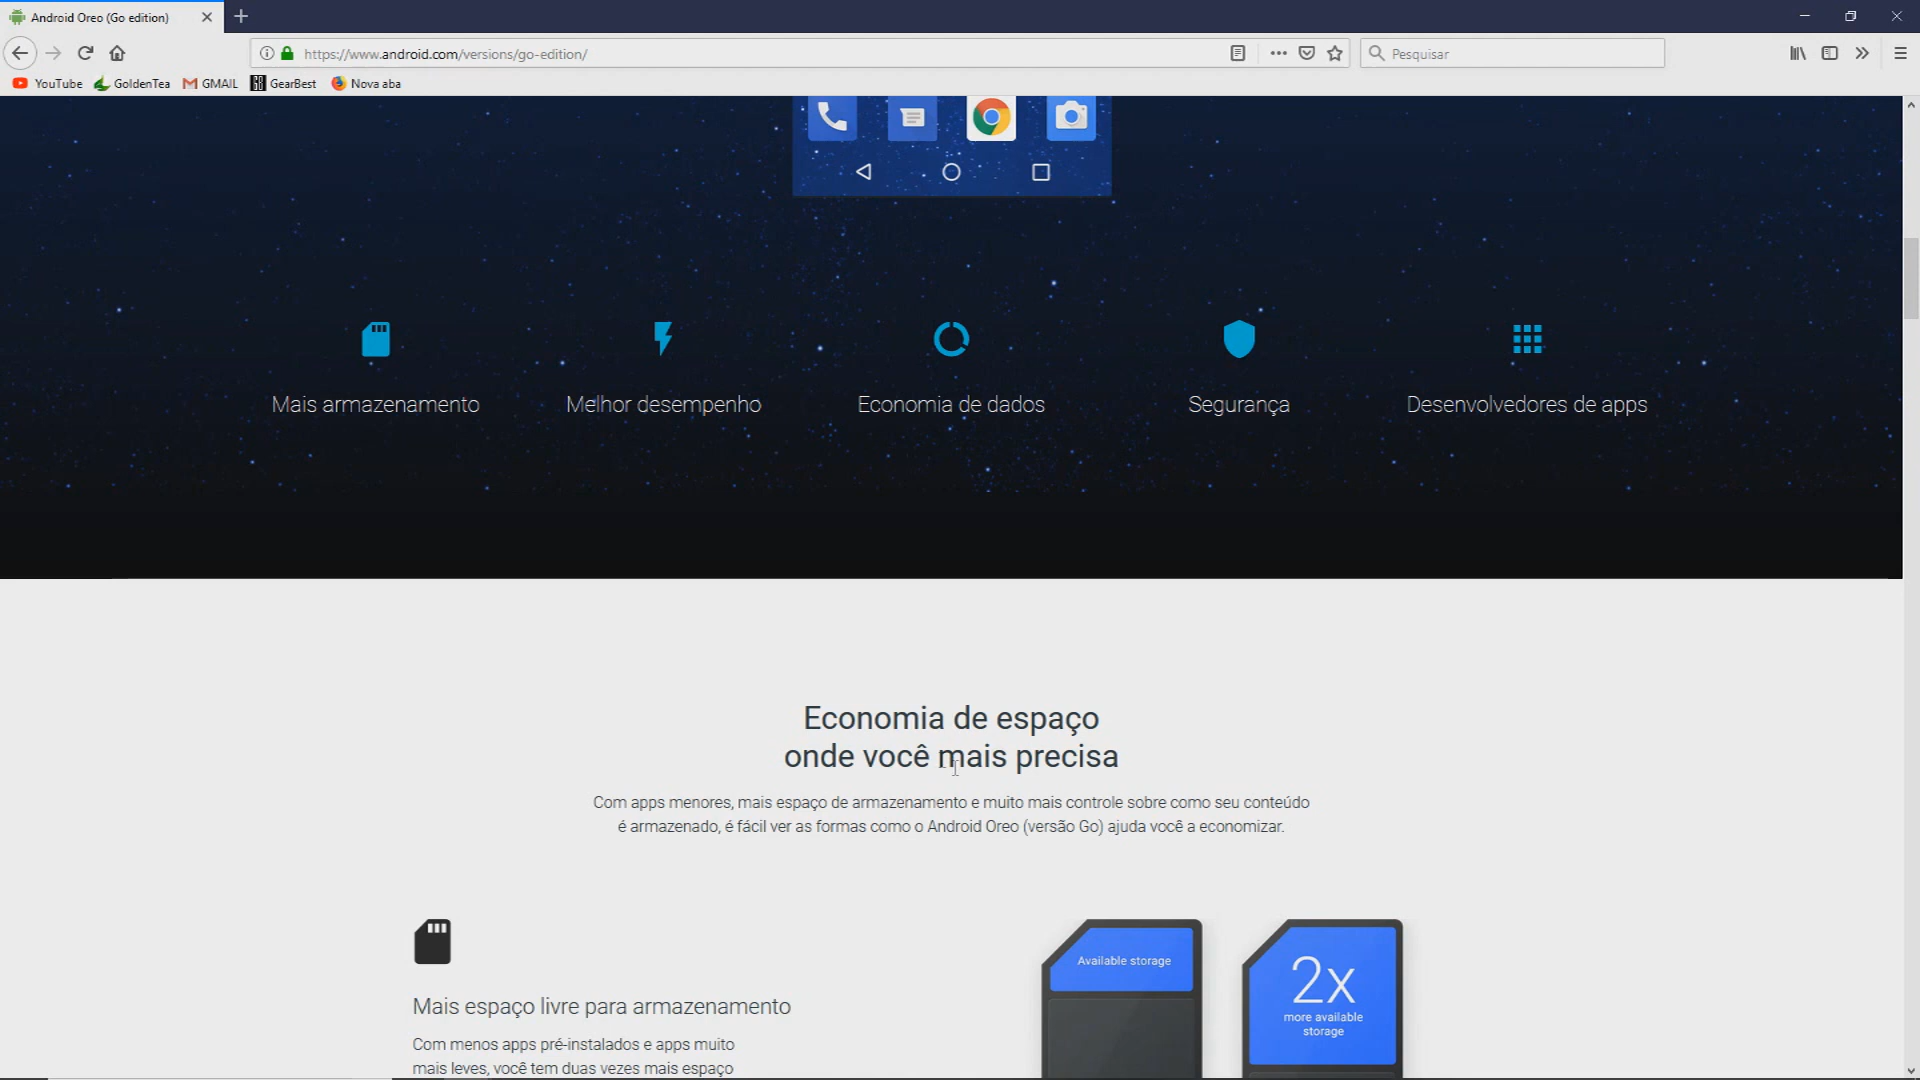 Android Oreo (Go edition)
https://www.android.com/versions/go-edition/
Pesquisar
YouTube GoldenTea GMAIL GearBest Nova aba
Mais armazenamento Melhor desempenho Economia de dados Segurança Desenvolvedores de apps
Economia de espaço
onde você mais precisa
Com apps menores, mais espaço de armazenamento e muito mais controle sobre como seu conteúdo
é armazenado, é fácil ver as formas como o Android Oreo (versão Go) ajuda você a economizar.
Available storage
2x
more available
storage
Mais espaço livre para armazenamento
Com menos apps pré-instalados e apps muito
mais leves, você tem duas vezes mais espaço